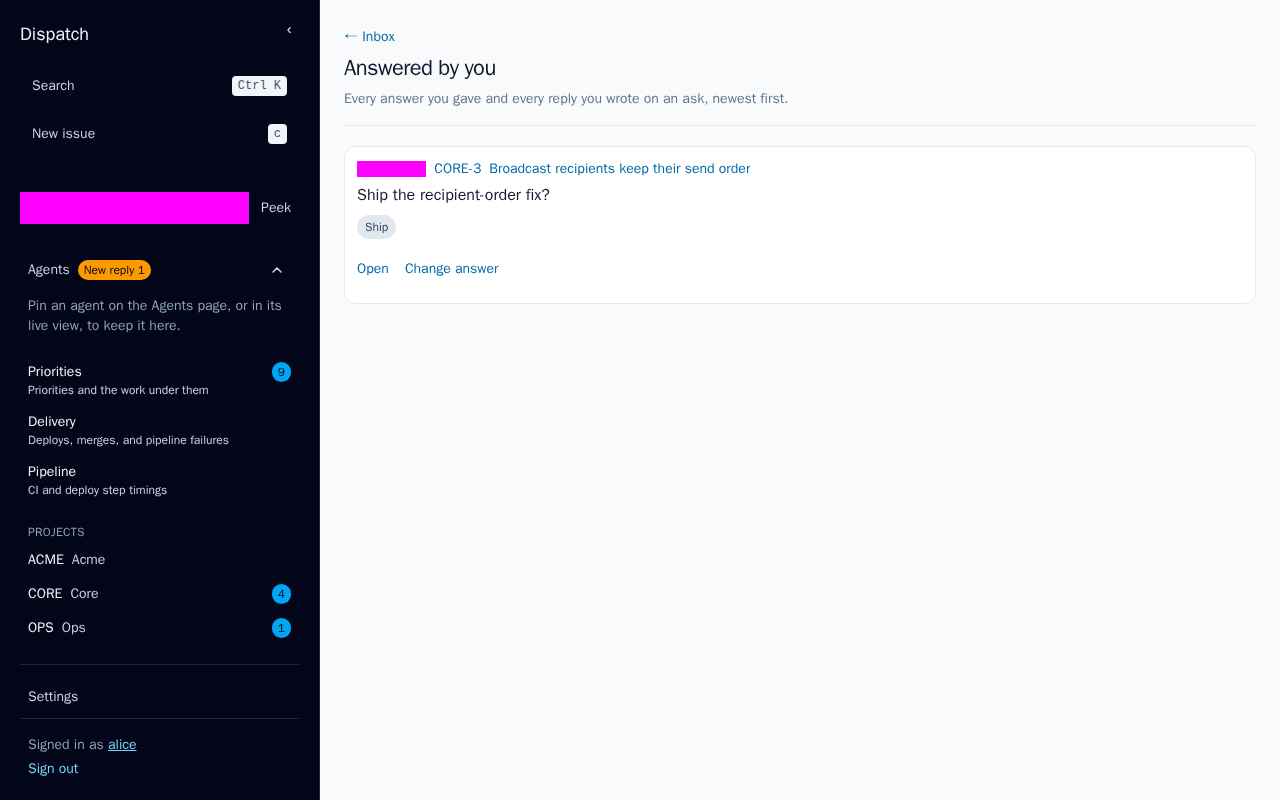 Dispatch
‹
Search
Ctrl K
New issue
c
Peek
Agents
New reply 1
Pin an agent on the Agents page, or in its
live view, to keep it here.
Priorities
9
Priorities and the work under them
Delivery
Deploys, merges, and pipeline failures
Pipeline
CI and deploy step timings
PROJECTS
ACME Acme
CORE Core
4
OPS Ops
1
Settings
Signed in as alice
Sign out
← Inbox
Answered by you
Every answer you gave and every reply you wrote on an ask, newest first.
CORE-3 Broadcast recipients keep their send order
Ship the recipient-order fix?
Ship
Open
Change answer